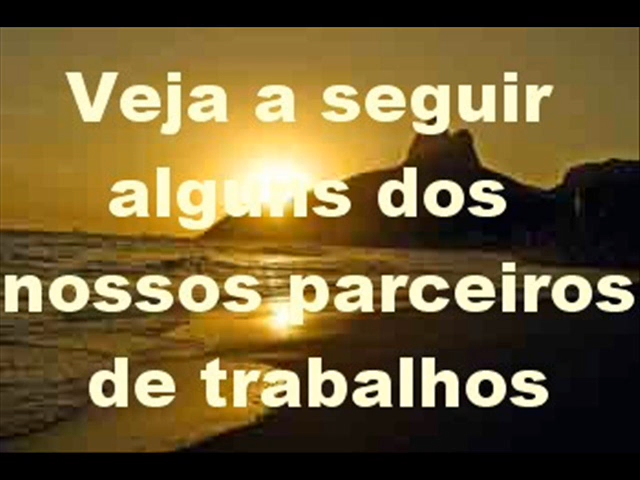 Veja a seguir
alguns dos
nossos parceiros
de trabalhos